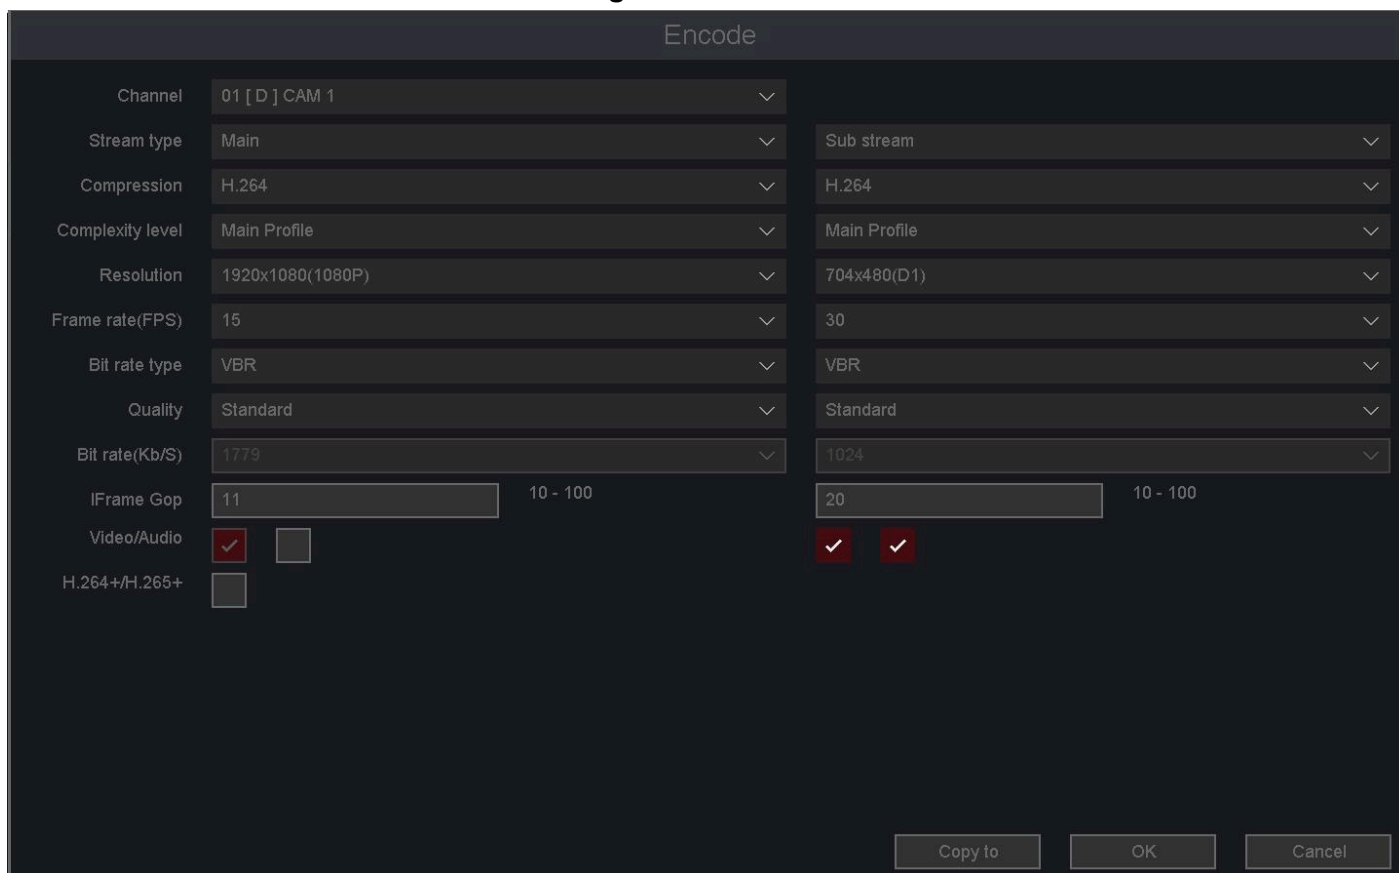 Encode
Channel 01 [ D ] CAM 1
Stream type Main Sub stream
Compression H.264 H.264
Complexity level Main Profile Main Profile
Resolution 1920x1080(1080P) 704x480(D1)
Frame rate(FPS) 15 30
Bit rate type VBR VBR
Quality Standard Standard
Bit rate(Kb/S) 1779 1024
IFrame Gop 11 10 - 100 20 10 - 100
Video/Audio
H.264+/H.265+
Copy to OK Cancel